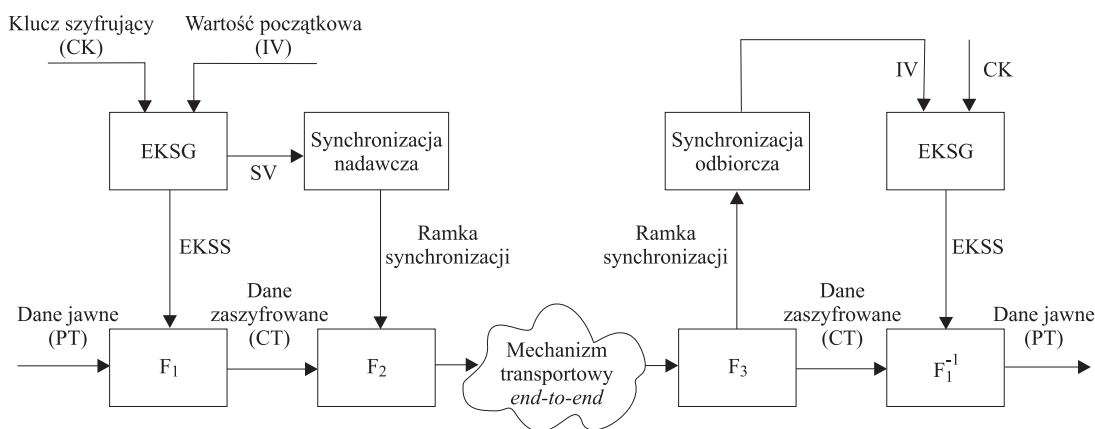 Klucz szyfrujący
(CK)
Wartość początkowa
(IV)
EKSG
SV
Synchronizacja
nadawcza
EKSS
Ramka
synchronizacji
Dane jawne
(PT)
F1
Dane
zaszyfrowane
(CT)
F2
Mechanizm
transportowy
end-to-end
Synchronizacja
odbiorcza
IV
CK
EKSG
Ramka
synchronizacji
EKSS
F3
Dane
zaszyfrowane
(CT)
F1-1
Dane jawne
(PT)